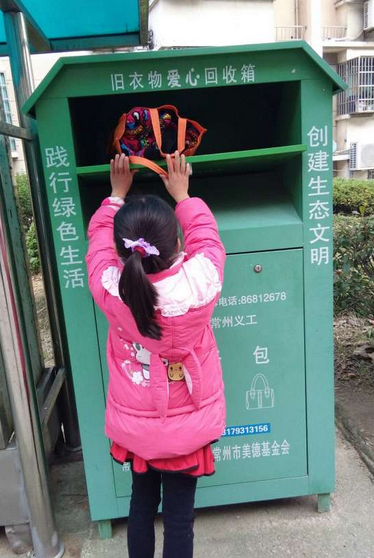 旧衣物爱心回收箱
践行绿色生活
创建生态文明
电话:86812678
常州义工
包
8179313156
常州市美德基金会